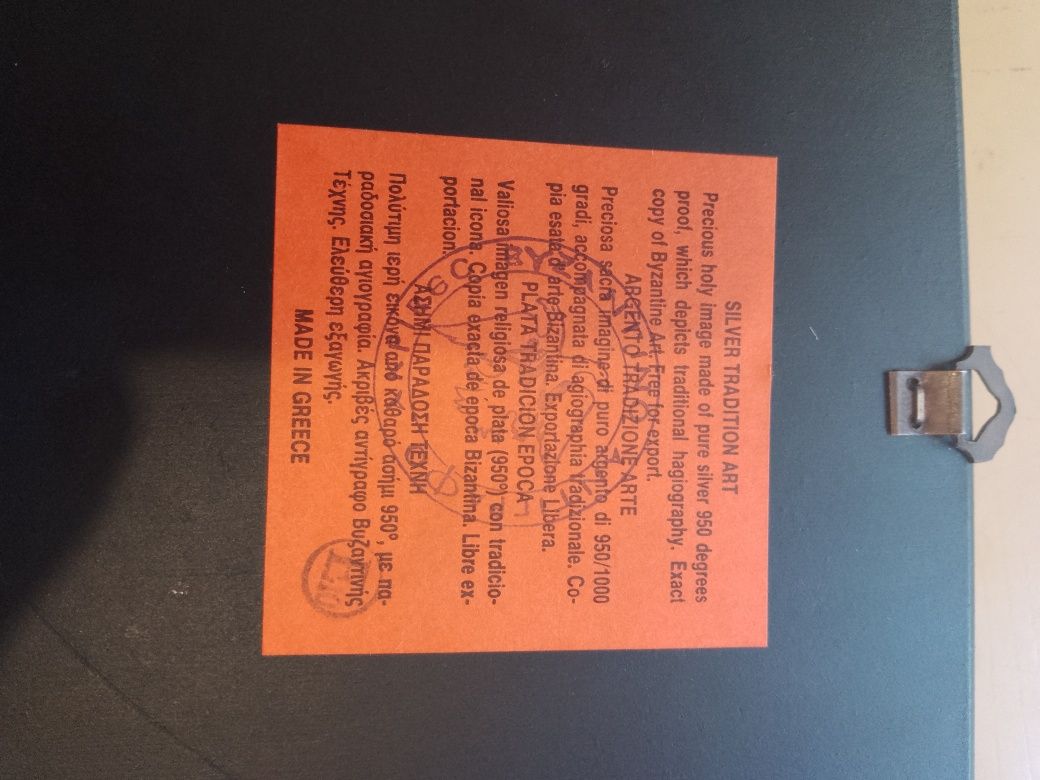 SILVER TRADITION ART
Precious holy image made of pure silver 950 degrees
proof, which depicts traditional hagiography. Exact
copy of Byzantine Art. Free for export.
ARGENTO TRADIZIONE ARTE
Preciosa sacra imagine di puro argento di 950/1000
gradi, accompagnata di agiographia tradizionale. Co-
pia esata d'arte Bizantina. Exportazione Libera.
PLATA TRADICION EPOCA
Valiosa imagen religiosa de plata (950°) con tradicio-
nal icona. Copia exacta de epoca Bizantina. Libre ex-
portacion.
ΑΣΗΜΙ ΠΑΡΑΔΟΣΗ ΤΕΧΝΗ
Πολύτιμη ιερή εικόνα από καθαρό ασήμι 950°, με πα-
ραδοσιακή αγιογραφία. Ακριβές αντίγραφο Βυζαντινής
Τέχνης. Ελεύθερη εξαγωγής.
MADE IN GREECE